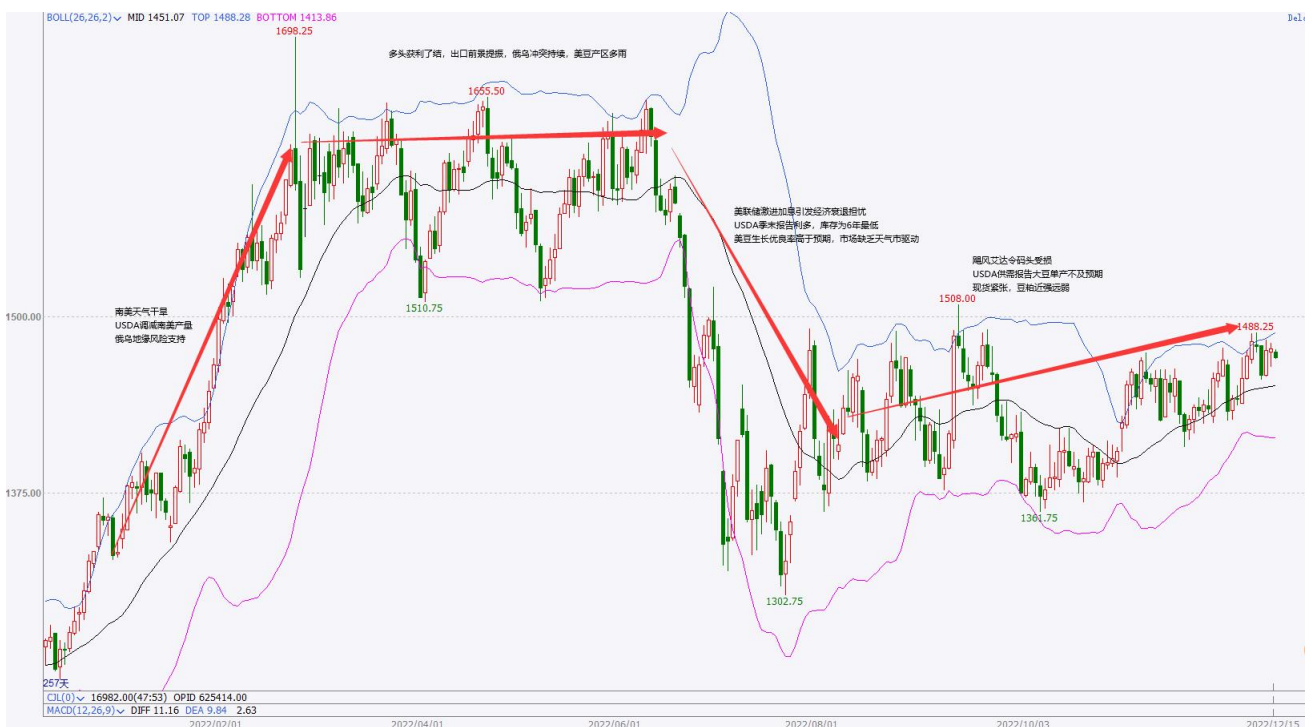 BOLL(26,26,2) MID 1451.07 TOP 1488.28 BOTTOM 1413.86
1698.25
多头获利了结，出口前景提振，俄乌冲突持续，美豆产区多雨
1655.50
美联储激进加息引发经济衰退担忧
USDA季末报告利多，库存为6年最低
美豆生长优良率高于预期，市场缺乏天气市驱动
飓风艾达令码头受损
USDA供需报告大豆单产不及预期
现货紧张，豆粕近强远弱
1508.00
1510.75
南美天气干旱
USDA调减南美产量
俄乌地缘风险支持
1500.00
1488.25
1375.00
1361.75
1302.75
257天
CJL(0) 16982.00(47:53) OPID 625414.00
MACD(12,26,9) DIFF 11.16 DEA 9.84 2.63
2022/02/01 2022/04/01 2022/06/01 2022/08/01 2022/10/03 2022/12/15